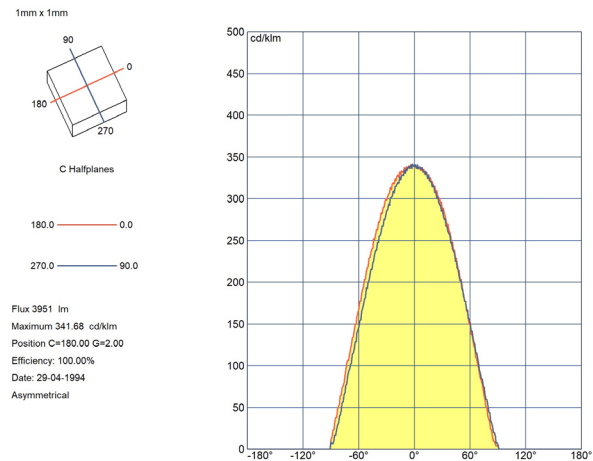 1mm x 1mm
90
0
180
270
C Halfplanes
180.0 0.0
270.0 90.0
Flux 3951 lm
Maximum 341.68 cd/klm
Position C=180.00 G=2.00
Efficiency: 100.00%
Date: 29-04-1994
Asymmetrical
500
cd/klm
450
400
350
300
250
200
150
100
50
0
-180° -120° -60° 0° 60° 120° 180°